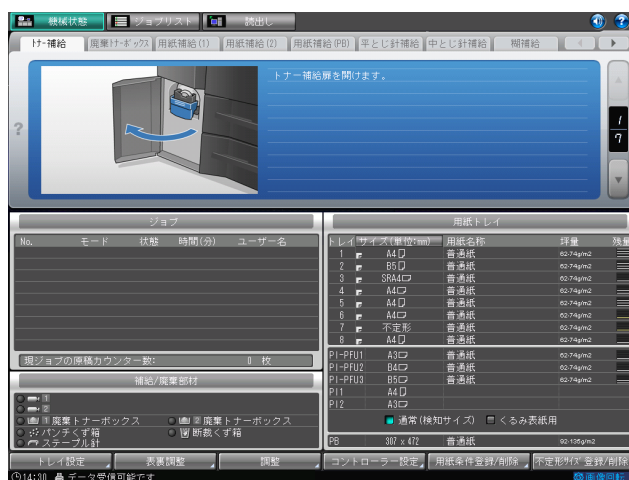 機械状態 ジョブリスト 読出し
トナー補給 廃棄トナーボックス 用紙補給(1) 用紙補給(2) 用紙補給(PB) 平とじ針補給 中とじ針補給 糊補給
トナー補給扉を開けます。
?
1
7
ジョブ
No. モード 状態 時間(分) ユーザー名
現ジョブの原稿カウンター数: 0 枚
補給/廃棄部材
1
2
1 廃棄トナーボックス 2 廃棄トナーボックス
パンチくず箱 断裁くず箱
ステープル針
用紙トレイ
トレイ サイズ(単位:mm) 用紙名称 坪量 残量
1 A4 普通紙 62-74g/m2
2 B5 普通紙 62-74g/m2
3 SRA4 普通紙 62-74g/m2
4 A4 普通紙 62-74g/m2
5 A4 普通紙 62-74g/m2
6 A4 普通紙 62-74g/m2
7 不定形 普通紙 62-74g/m2
8 A4 普通紙 62-74g/m2
PI-PFU1 A3 普通紙 62-74g/m2
PI-PFU2 B4 普通紙 62-74g/m2
PI-PFU3 B5 普通紙 62-74g/m2
PI1 A4
PI2 A3
通常(検知サイズ) くるみ表紙用
PB 307 x 472 普通紙 92-135g/m2
トレイ設定 表裏調整 調整 コントローラー設定 用紙条件登録/削除 不定形サイズ登録/削除
14:30 データ受信可能です 画像回転